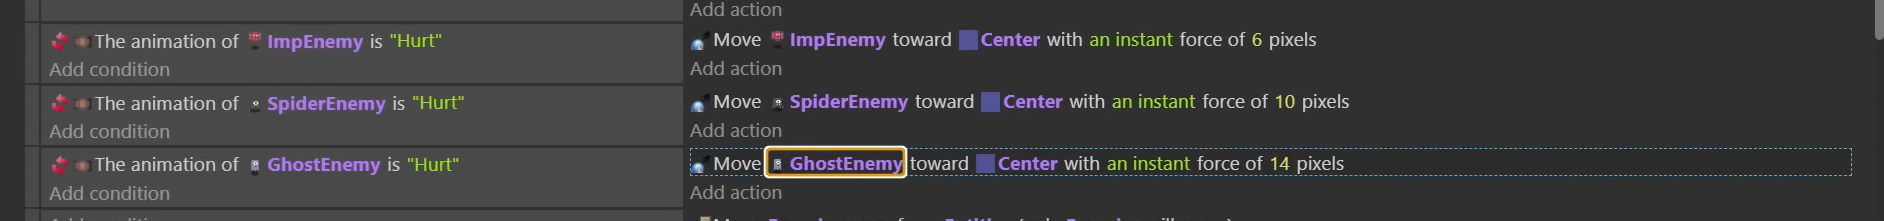 Add action
The animation of ImpEnemy is "Hurt"
Move ImpEnemy toward Center with an instant force of 6 pixels
Add condition
Add action
The animation of SpiderEnemy is "Hurt"
Move SpiderEnemy toward Center with an instant force of 10 pixels
Add condition
Add action
The animation of GhostEnemy is "Hurt"
Move GhostEnemy toward Center with an instant force of 14 pixels
Add condition
Add action